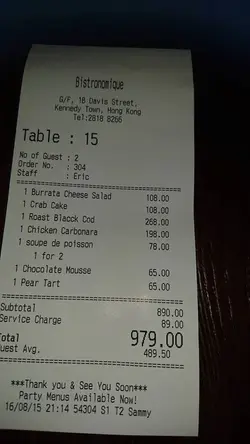 Bistronomique
G/F, 18 Davis Street,
Kennedy Town, Hong Kong
Tel:2818 8266
Table : 15
No of Guest : 2
Order No. : 304
Staff : Eric
1 Burrata Cheese Salad 108.00
1 Crab Cake 108.00
1 Roast Blacck Cod 268.00
1 Chicken Carbonara 198.00
1 soupe de poisson 78.00
1 for 2
1 Chocolate Mousse 65.00
1 Pear Tart 65.00
Subtotal 890.00
Service Charge 89.00
Total 979.00
uest Avg. 489.50
***Thank you & See You Soon***
Party Menus Available Now!
16/08/15 21:14 54304 S1 T2 Sammy